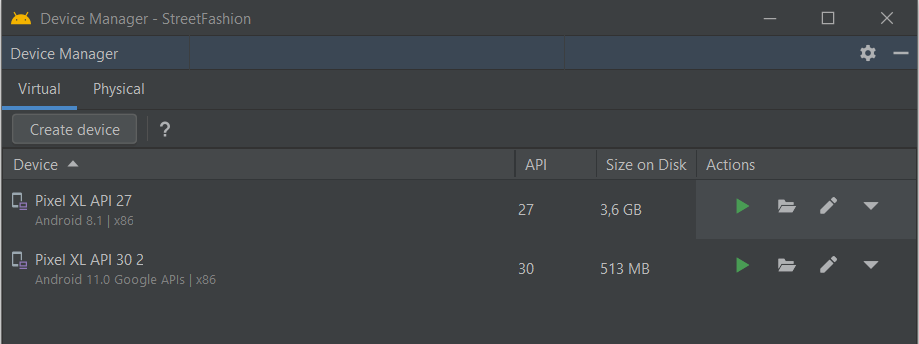 Device Manager - StreetFashion
Device Manager
Virtual Physical
Create device ?
Device API Size on Disk Actions
Pixel XL API 27
Android 8.1 | x86
27 3,6 GB
Pixel XL API 30 2
Android 11.0 Google APIs | x86
30 513 MB